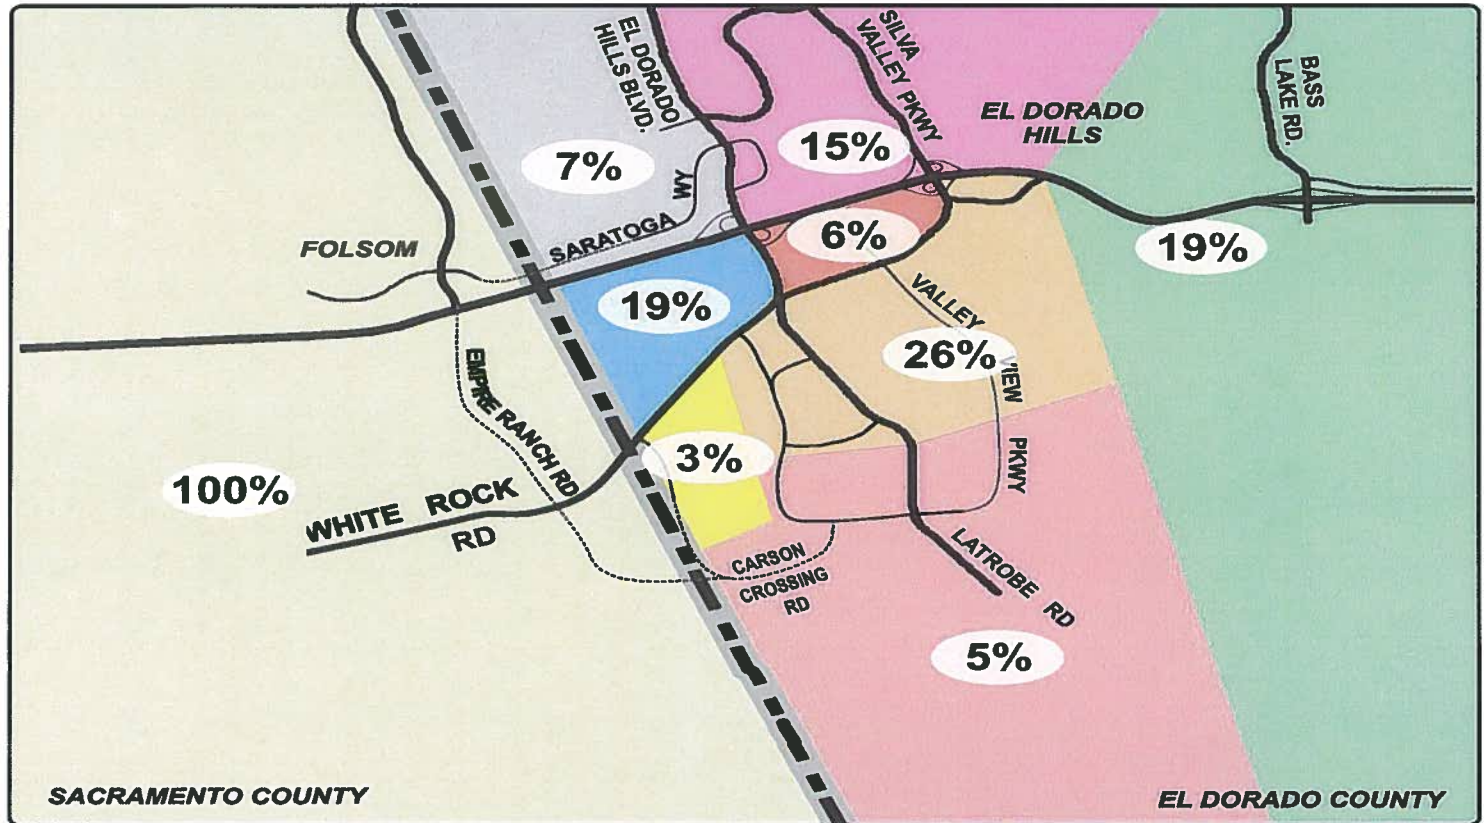 EL DORADO
HILLS BLVD.
SILVA
VALLEY PKWY
BASS
LAKE RD.
EL DORADO
HILLS
7%
15%
WY
SARATOGA
FOLSOM
6%
19%
19%
VALLEY
VIEW
PKWY
26%
EMPIRE RANCH RD
3%
100%
WHITE ROCK
RD
CARSON
CROSSING
RD
LATROBE RD
5%
SACRAMENTO COUNTY
EL DORADO COUNTY